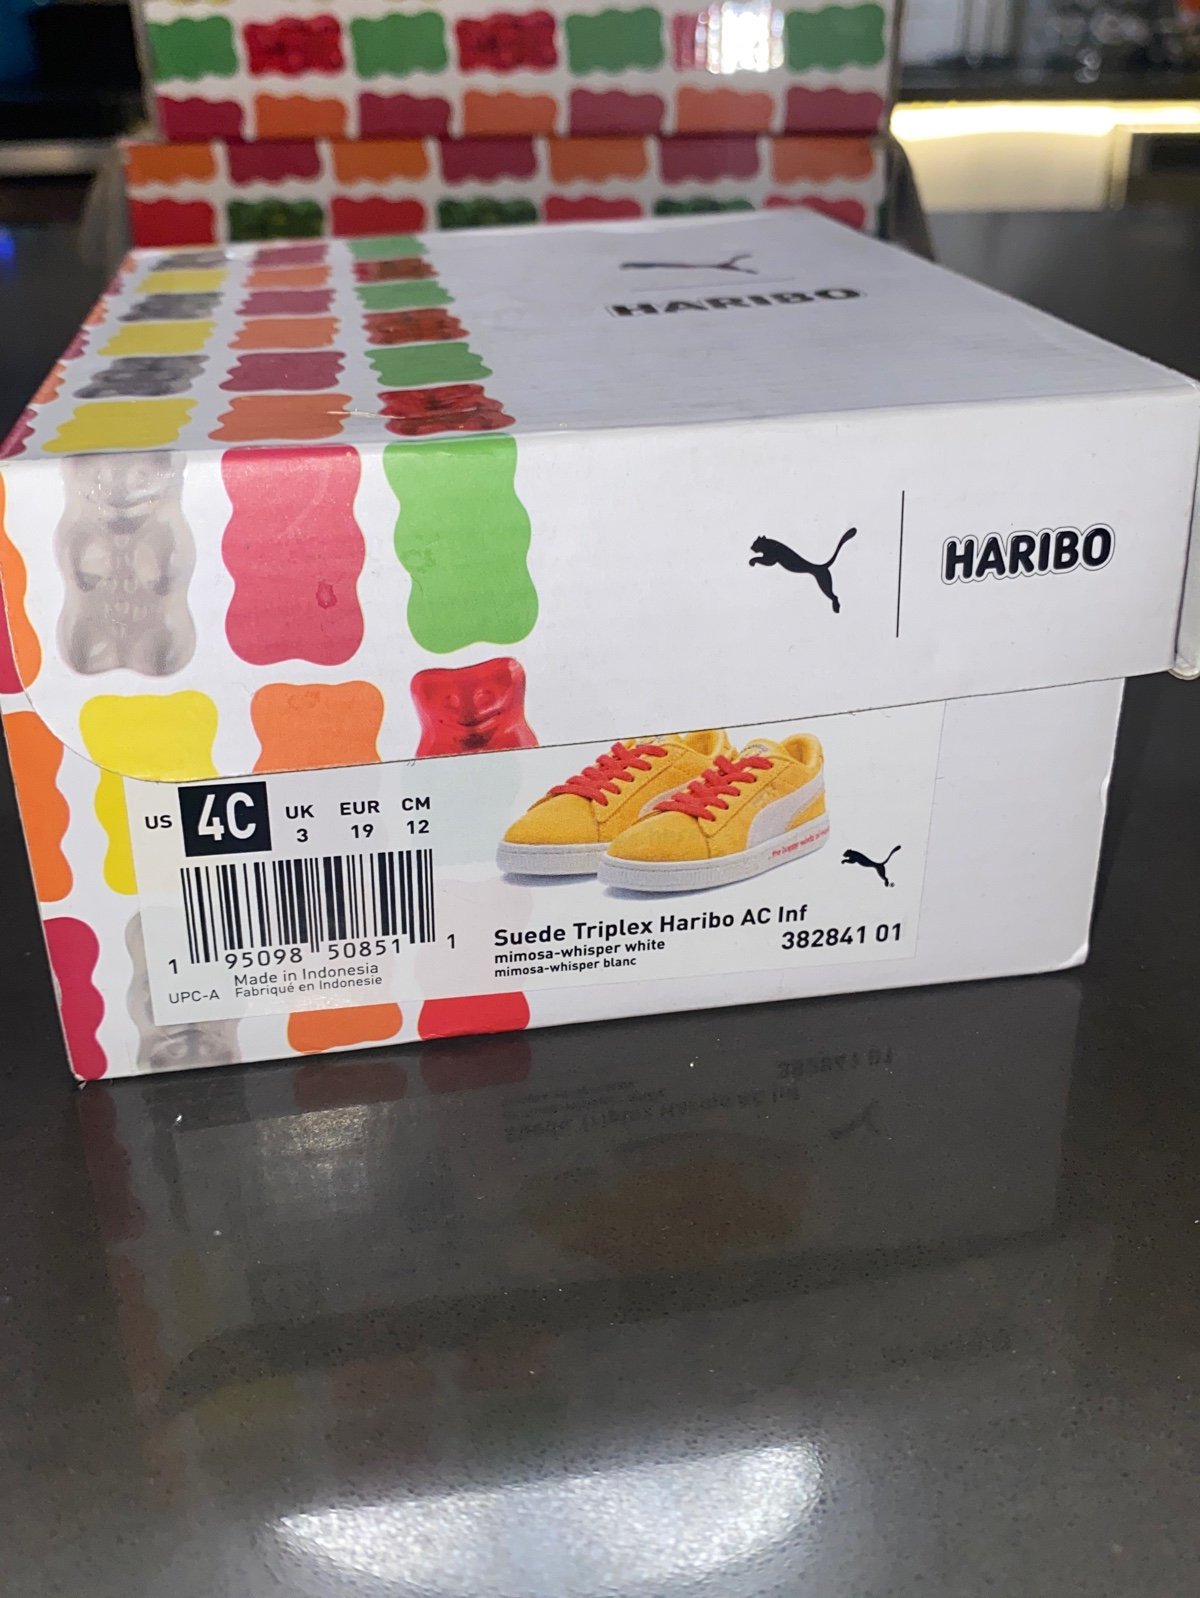 HARIBO
HARIBO
US 4C UK 3 EUR 19 CM 12
1 95098 50851 1
UPC-A
Made in Indonesia
Fabriqué en Indonesie
Suede Triplex Haribo AC Inf
mimosa-whisper white
mimosa-whisper blanc
382841 01